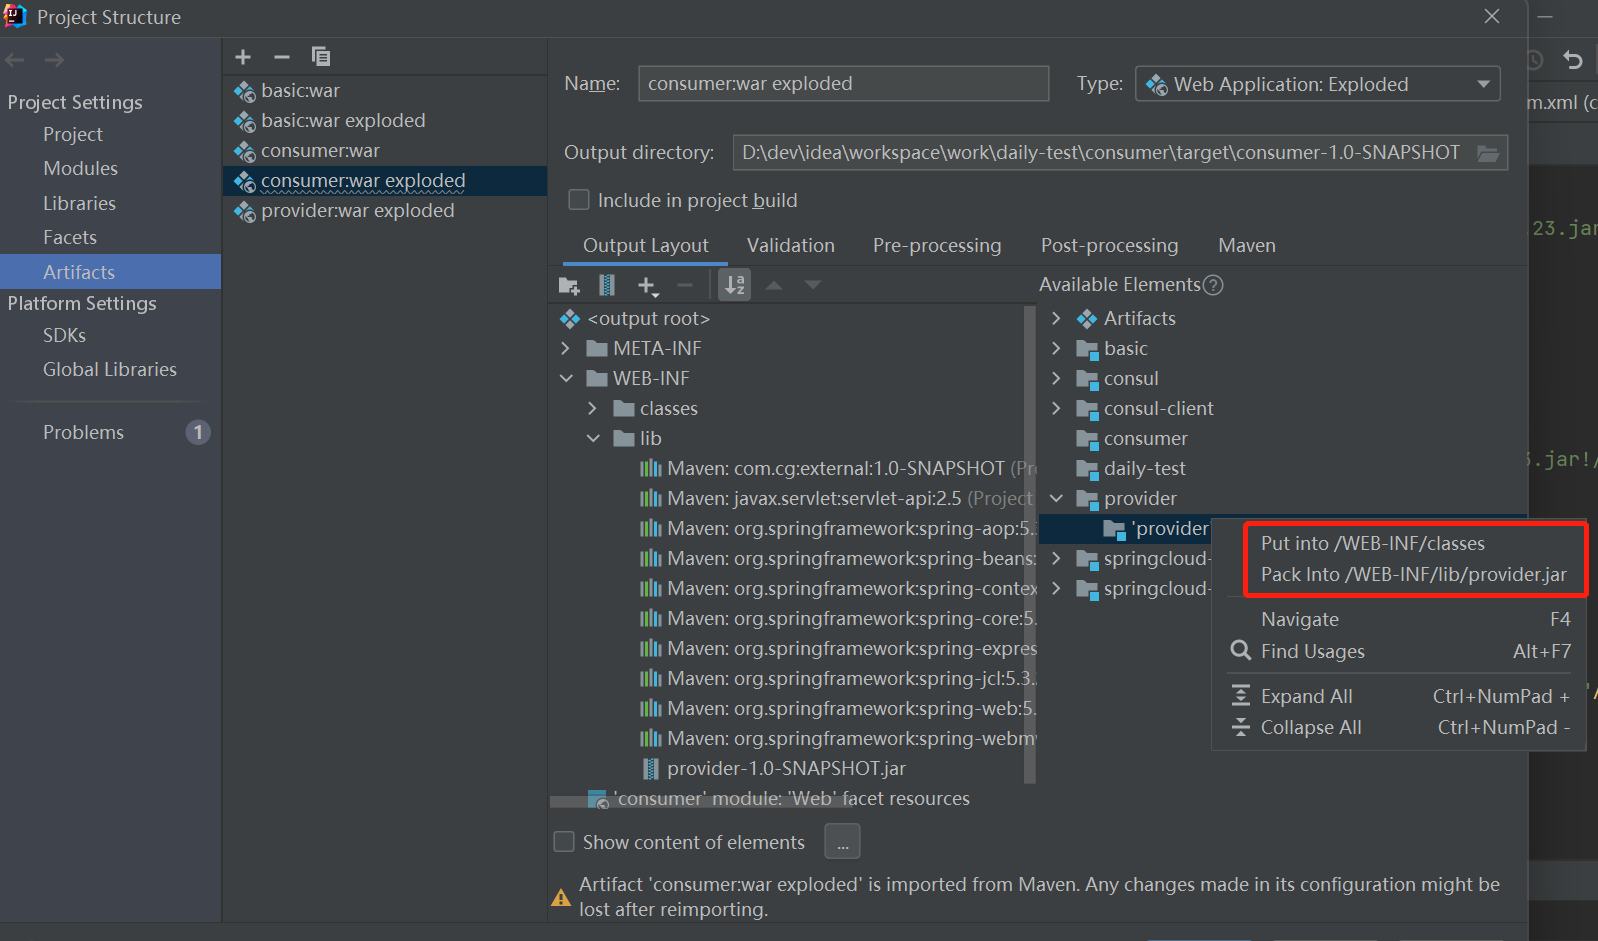 Project Structure
Project Settings
Project
Modules
Libraries
Facets
Artifacts
Platform Settings
SDKs
Global Libraries
Problems
1
basic:war
basic:war exploded
consumer:war
consumer:war exploded
provider:war exploded
Name:
consumer:war exploded
Type:
Web Application: Exploded
Output directory:
D:\dev\idea\workspace\work\daily-test\consumer\target\consumer-1.0-SNAPSHOT
Include in project build
Output Layout
Validation
Pre-processing
Post-processing
Maven
<output root>
META-INF
WEB-INF
classes
lib
Maven: com.cg:external:1.0-SNAPSHOT (Pr
Maven: javax.servlet:servlet-api:2.5 (Project
Maven: org.springframework:spring-aop:5.
Maven: org.springframework:spring-beans:
Maven: org.springframework:spring-contex
Maven: org.springframework:spring-core:5.
Maven: org.springframework:spring-expres
Maven: org.springframework:spring-jcl:5.3.
Maven: org.springframework:spring-web:5.
Maven: org.springframework:spring-webm
provider-1.0-SNAPSHOT.jar
'consumer' module: 'Web' facet resources
Available Elements
?
Artifacts
basic
consul
consul-client
consumer
daily-test
provider
'provider'
springcloud-
springcloud-
Put into /WEB-INF/classes
Pack Into /WEB-INF/lib/provider.jar
Navigate F4
Find Usages Alt+F7
Expand All Ctrl+NumPad +
Collapse All Ctrl+NumPad -
Show content of elements
...
Artifact 'consumer:war exploded' is imported from Maven. Any changes made in its configuration might be
lost after reimporting.
m.xml (c
.23.jar
.jar!/